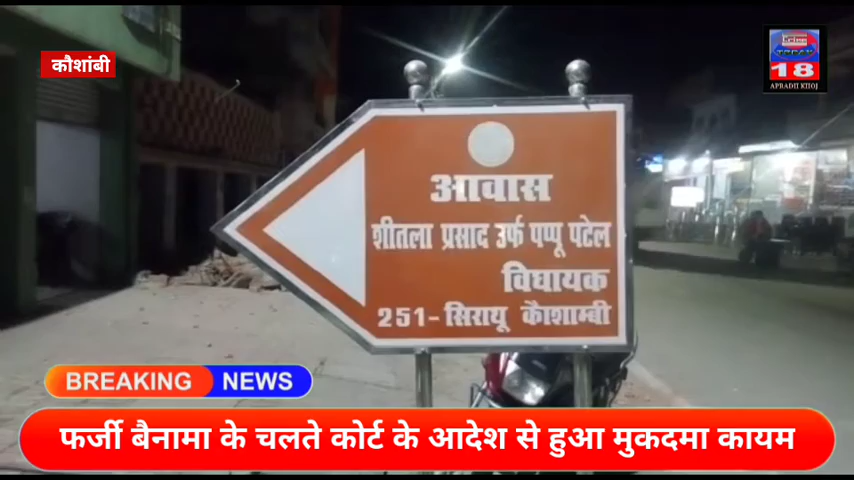 कौशांबी
18
APRADH KHOJ
आवास
शीतला प्रसाद उर्फ पप्पू पटेल
विधायक
251- सिराथू कौशाम्बी
BREAKING NEWS
फर्जी बैनामा के चलते कोर्ट के आदेश से हुआ मुकदमा कायम